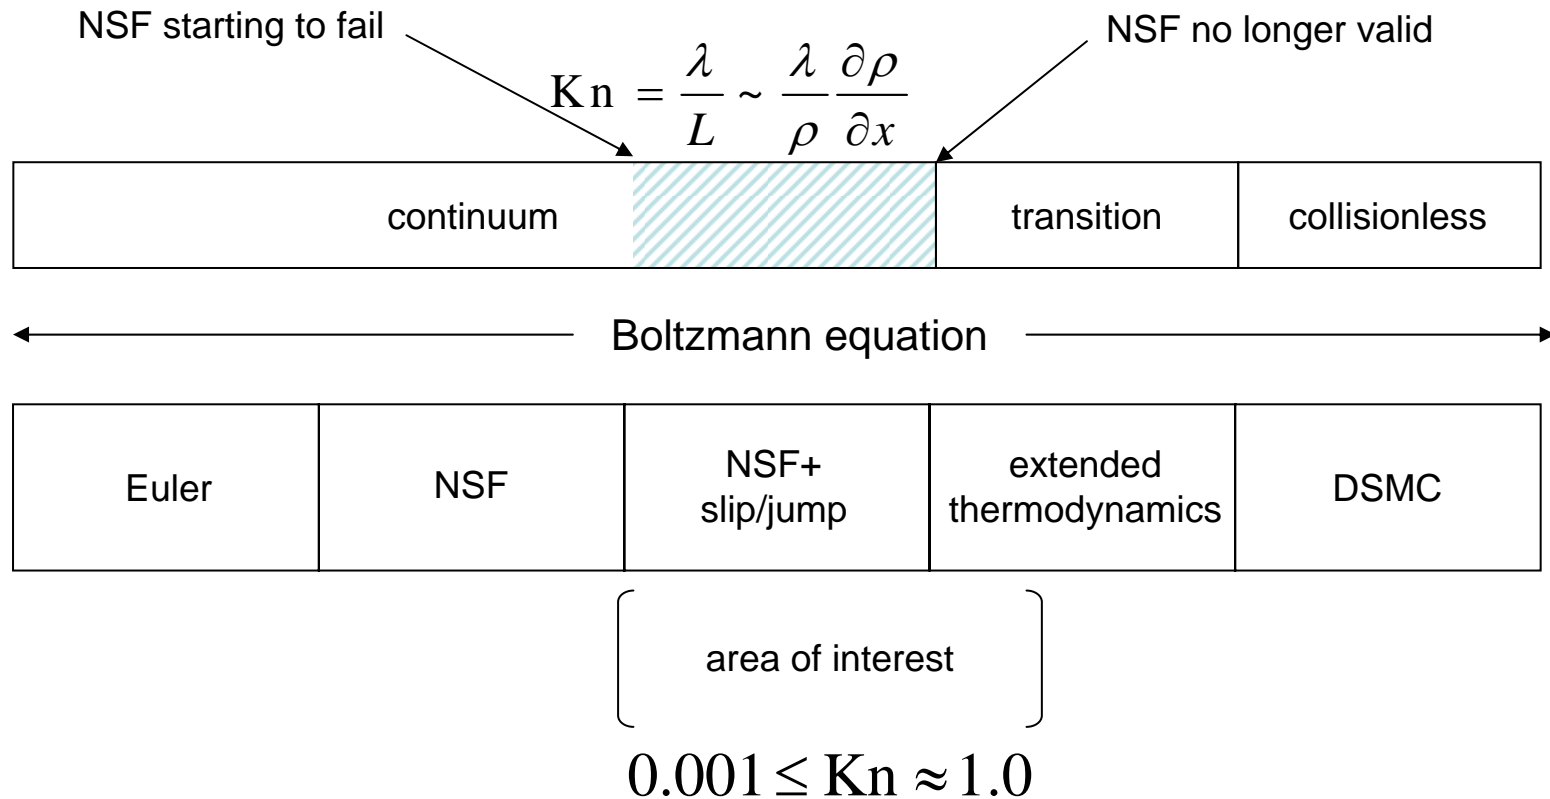 NSF starting to fail
NSF no longer valid
Kn = λ/L ~ λ/ρ ∂ρ/∂x
continuum
transition
collisionless
Boltzmann equation
Euler
NSF
NSF+
slip/jump
extended
thermodynamics
DSMC
area of interest
0.001 ≤ Kn ≈ 1.0